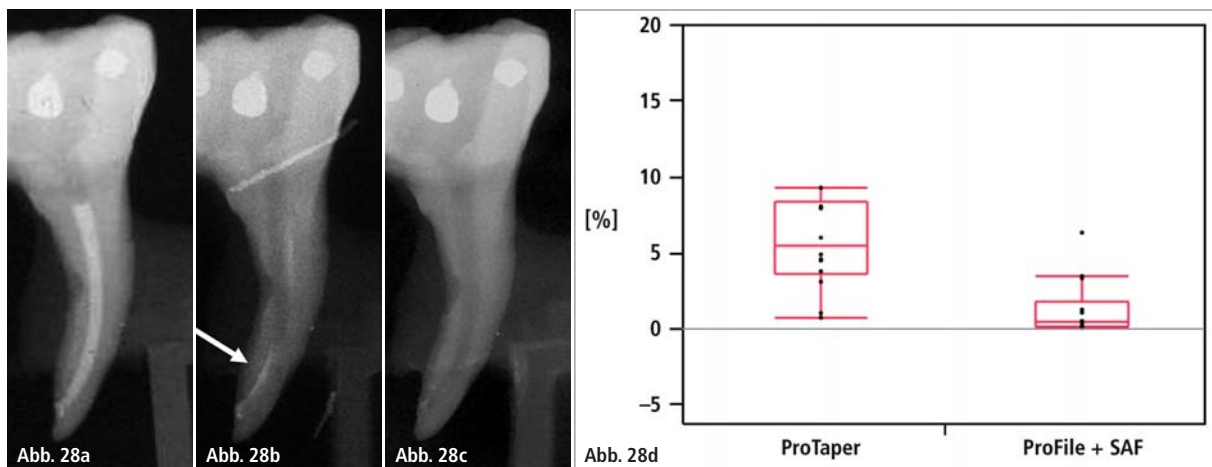 Abb. 28a
Abb. 28b
Abb. 28c
Abb. 28d
[%]
20
15
10
5
0
–5
ProTaper
ProFile + SAF